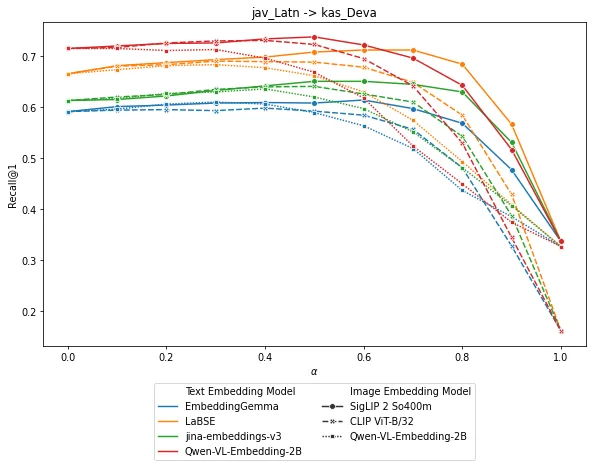 jav_Latn -> kas_Deva
Recall@1
0.7
0.6
0.5
0.4
0.3
0.2
0.0 0.2 0.4 0.6 0.8 1.0
α
Text Embedding Model
EmbeddingGemma
LaBSE
jina-embeddings-v3
Qwen-VL-Embedding-2B
Image Embedding Model
SigLIP 2 So400m
CLIP ViT-B/32
Qwen-VL-Embedding-2B